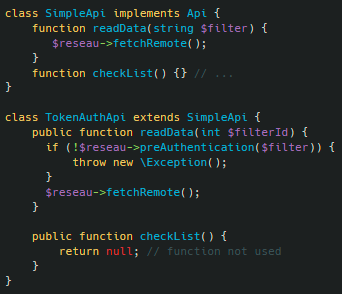 class SimpleApi implements Api {
    function readData(string $filter) {
       $reseau->fetchRemote();
    }
    function checkList() {} // ...
}

class TokenAuthApi extends SimpleApi {
    public function readData(int $filterId) {
      if (!$reseau->preAuthentication($filter)) {
          throw new \Exception();
      }
      $reseau->fetchRemote();
    }

    public function checkList() {
        return null; // function not used
    }
}